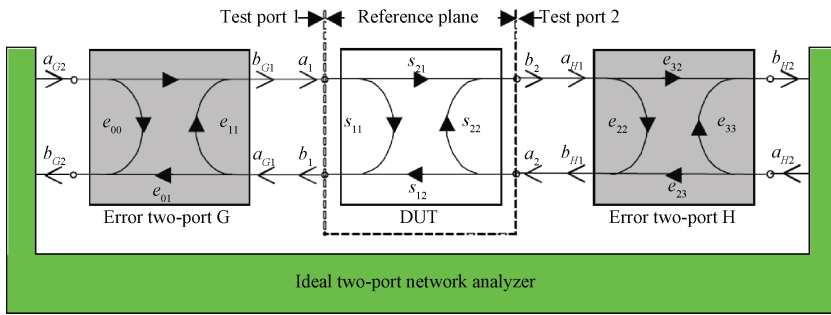 Test port 1 Reference plane Test port 2
a_G2 b_G1 a_1 s_21 b_2 a_H1 e_32 b_H2
e_00 e_11 s_11 s_22 e_22 e_33
b_G2 e_01 a_G1 b_1 s_12 a_2 b_H1 e_23 a_H2
Error two-port G DUT Error two-port H
Ideal two-port network analyzer